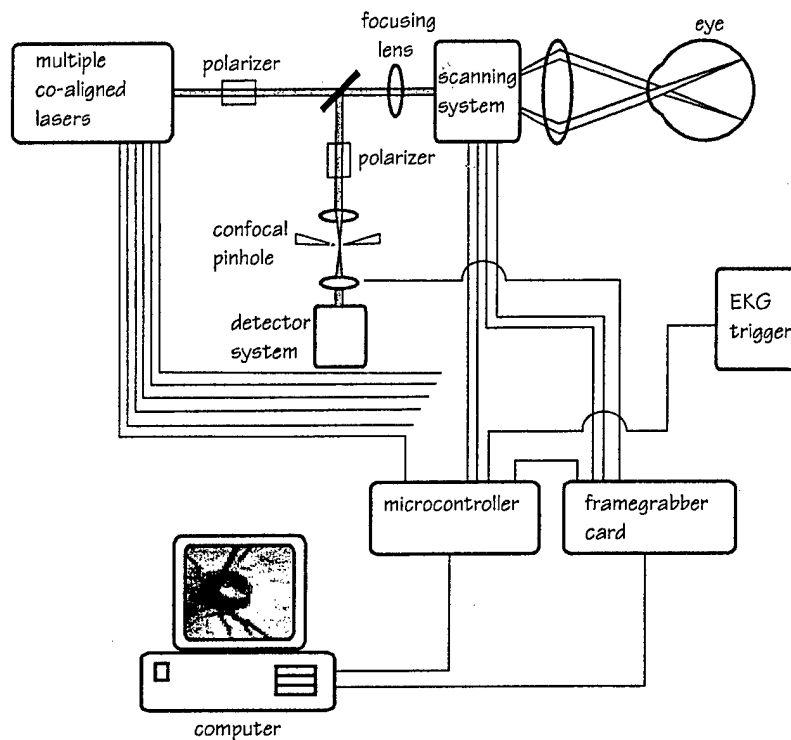 multiple
co-aligned
lasers
polarizer
focusing
lens
scanning
system
eye
polarizer
confocal
pinhole
detector
system
EKG
trigger
microcontroller
framegrabber
card
computer